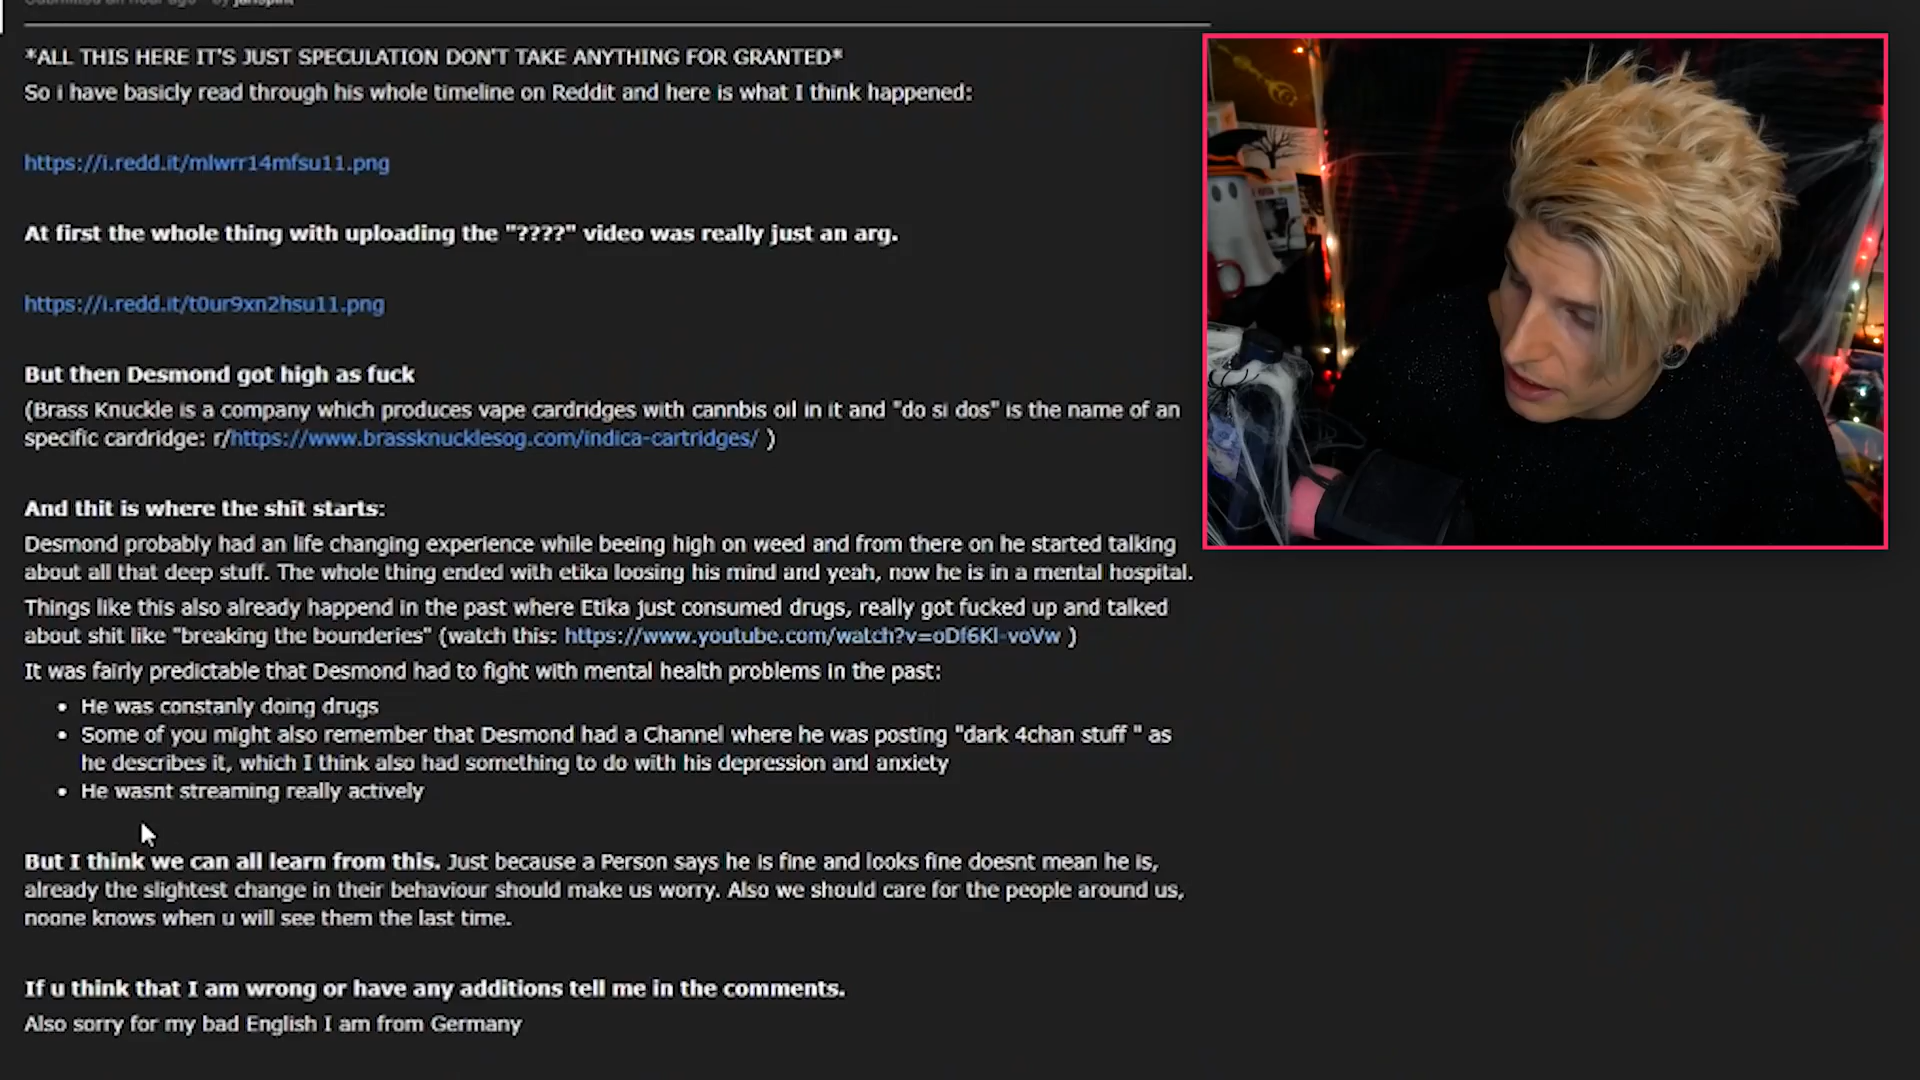 *ALL THIS HERE IT'S JUST SPECULATION DON'T TAKE ANYTHING FOR GRANTED*
So i have basicly read through his whole timeline on Reddit and here is what I think happened:
https://i.redd.it/mlwrr14mfsu11.png
At first the whole thing with uploading the "????" video was really just an arg.
https://i.redd.it/t0ur9xn2hsu11.png
But then Desmond got high as fuck
(Brass Knuckle is a company which produces vape cardridges with cannbis oil in it and "do si dos" is the name of an
specific cardridge: r/https://www.brassknucklesog.com/indica-cartridges/ )
And thit is where the shit starts:
Desmond probably had an life changing experience while beeing high on weed and from there on he started talking
about all that deep stuff. The whole thing ended with etika loosing his mind and yeah, now he is in a mental hospital.
Things like this also already happend in the past where Etika just consumed drugs, really got fucked up and talked
about shit like "breaking the bounderies" (watch this: https://www.youtube.com/watch?v=oDf6Kl-voVw )
It was fairly predictable that Desmond had to fight with mental health problems in the past:
• He was constanly doing drugs
• Some of you might also remember that Desmond had a Channel where he was posting "dark 4chan stuff " as
he describes it, which I think also had something to do with his depression and anxiety
• He wasnt streaming really actively
But I think we can all learn from this. Just because a Person says he is fine and looks fine doesnt mean he is,
already the slightest change in their behaviour should make us worry. Also we should care for the people around us,
noone knows when u will see them the last time.
If u think that I am wrong or have any additions tell me in the comments.
Also sorry for my bad English I am from Germany